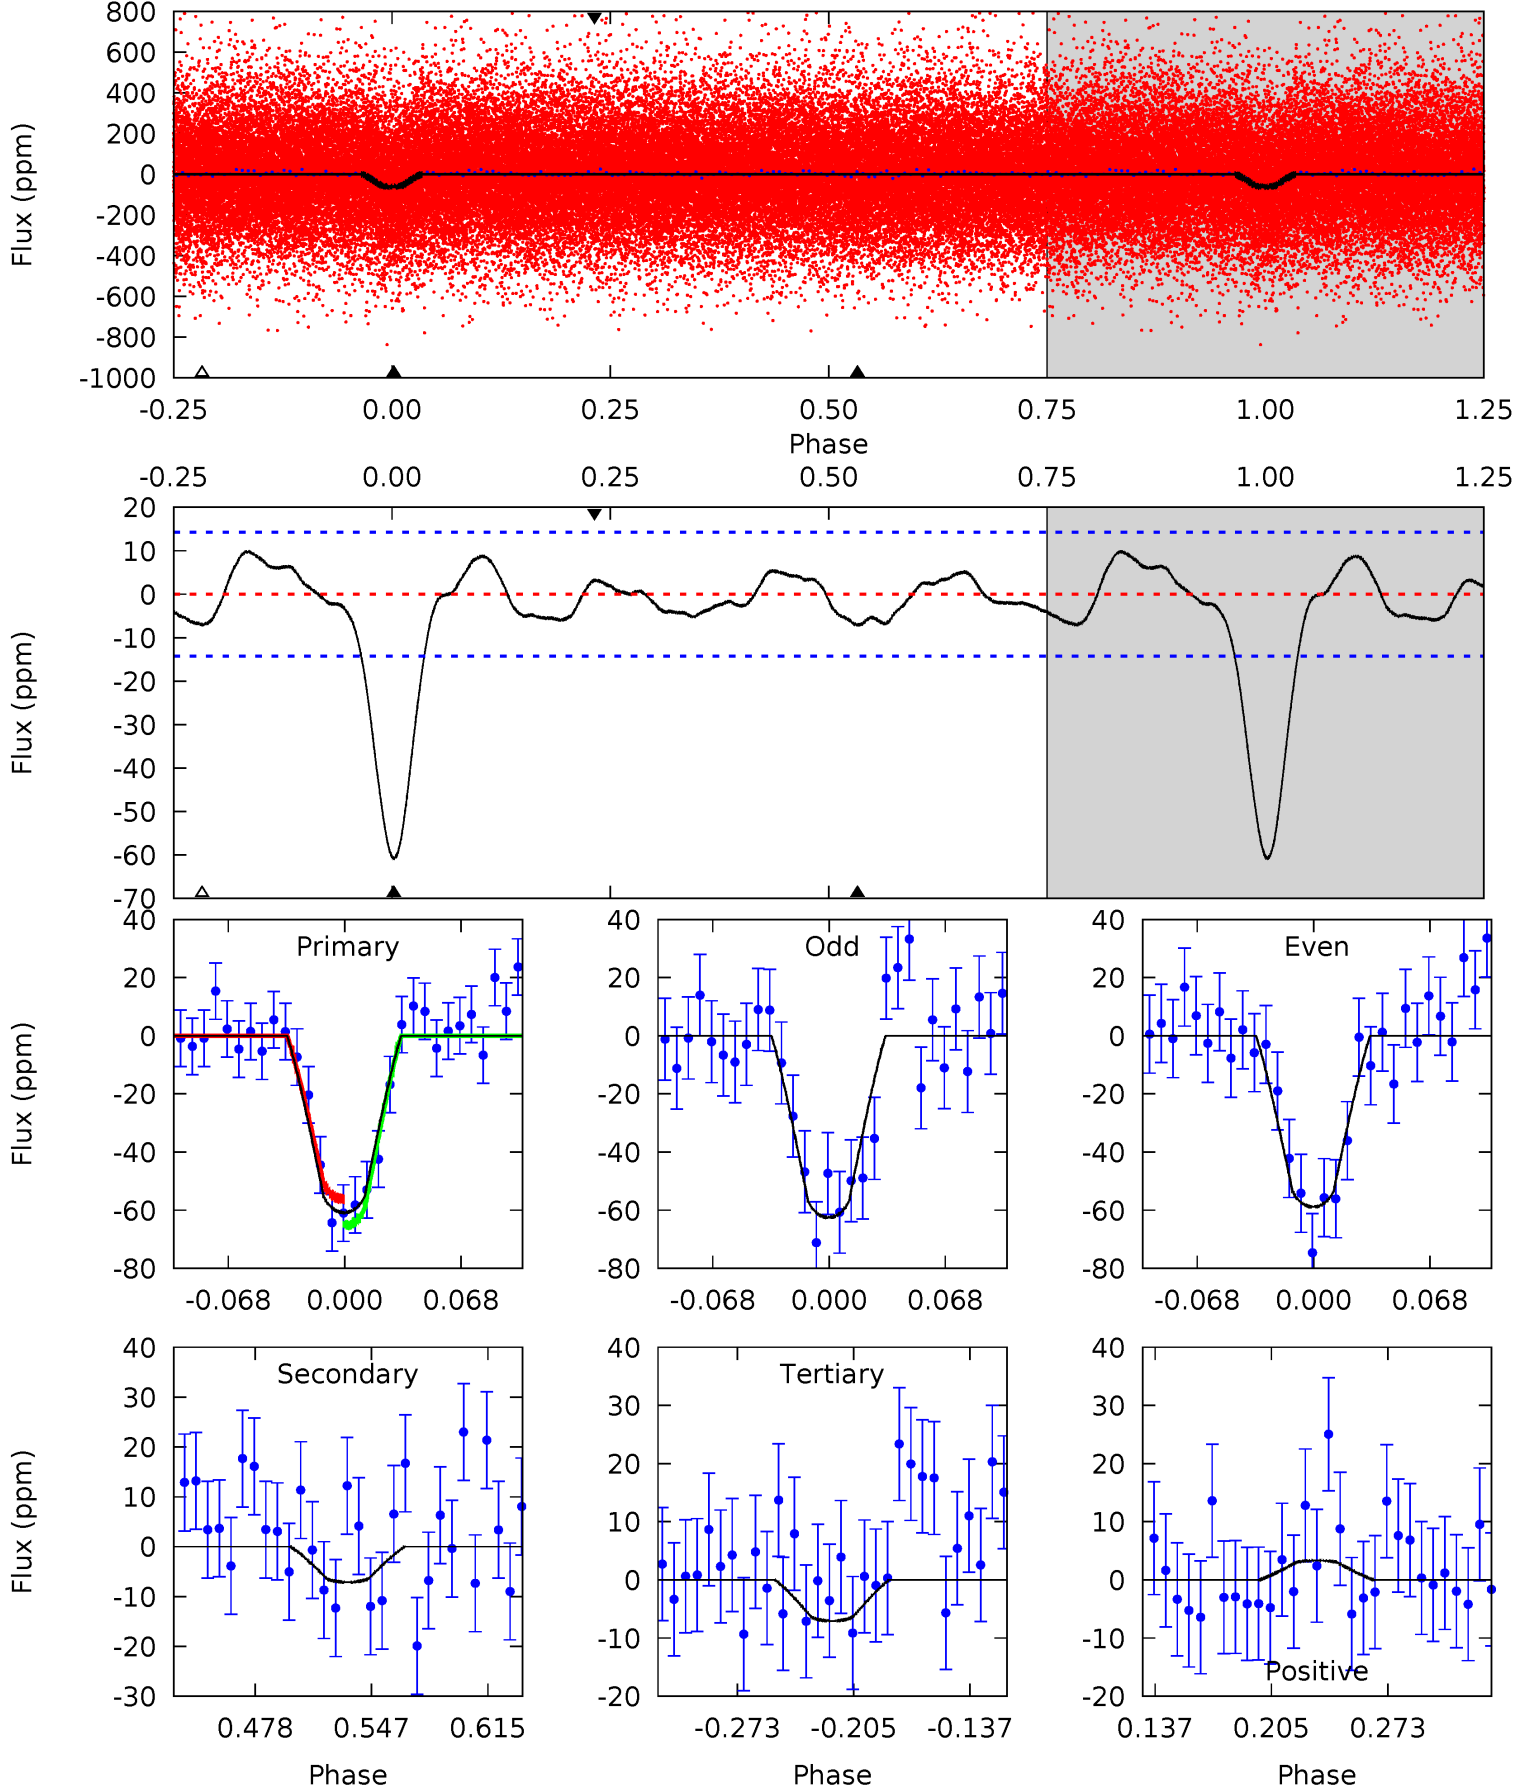 800
600
400
200
0
-200
-400
-600
-800
-1000
Flux (ppm)
-0.25 0.00 0.25 0.50 0.75 1.00 1.25
Phase
-0.25 0.00 0.25 0.50 0.75 1.00 1.25
20
10
0
-10
-20
-30
-40
-50
-60
-70
Flux (ppm)
Primary Odd Even
40 40 40
20 20 20
0 0 0
-20 -20 -20
-40 -40 -40
-60 -60 -60
-80 -80 -80
Flux (ppm)
-0.068 0.000 0.068 -0.068 0.000 0.068 -0.068 0.000 0.068
Secondary Tertiary Positive
40 40 40
30 30 30
20 20 20
10 10 10
0 0 0
-10 -10 -10
-20 -20 -20
-30
Flux (ppm)
0.478 0.547 0.615 -0.273 -0.205 -0.137 0.137 0.205 0.273
Phase Phase Phase